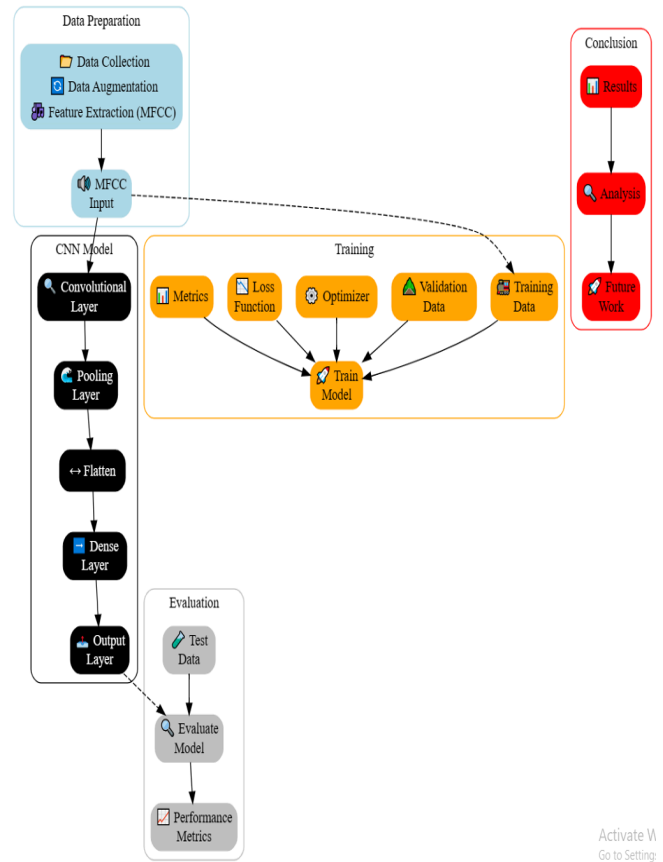 Data Preparation
Data Collection
Data Augmentation
Feature Extraction (MFCC)
MFCC
Input
CNN Model
Convolutional
Layer
Pooling
Layer
Flatten
Dense
Layer
Output
Layer
Training
Metrics
Loss
Function
Optimizer
Validation
Data
Training
Data
Train
Model
Evaluation
Test
Data
Evaluate
Model
Performance
Metrics
Conclusion
Results
Analysis
Future
Work
Activate W
Go to Settings